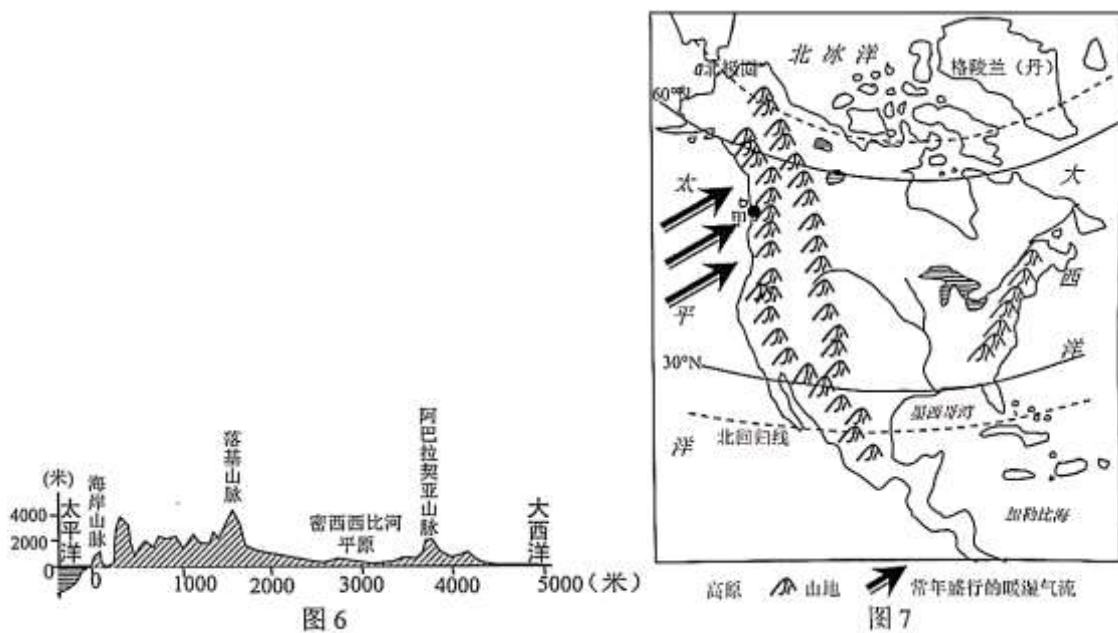 (米)
太平洋
海岸山脉
落基山脉
密西西比河
平原
阿巴拉契亚山脉
大西洋
4000
2000
0
0
1000
2000
3000
4000
5000(米)
图 6
北冰洋
北极圈
格陵兰（丹）
60°N
太
平
洋
甲
大
西
洋
30°N
北回归线
墨西哥湾
加勒比海
高原
山地
常年盛行的暖湿气流
图 7